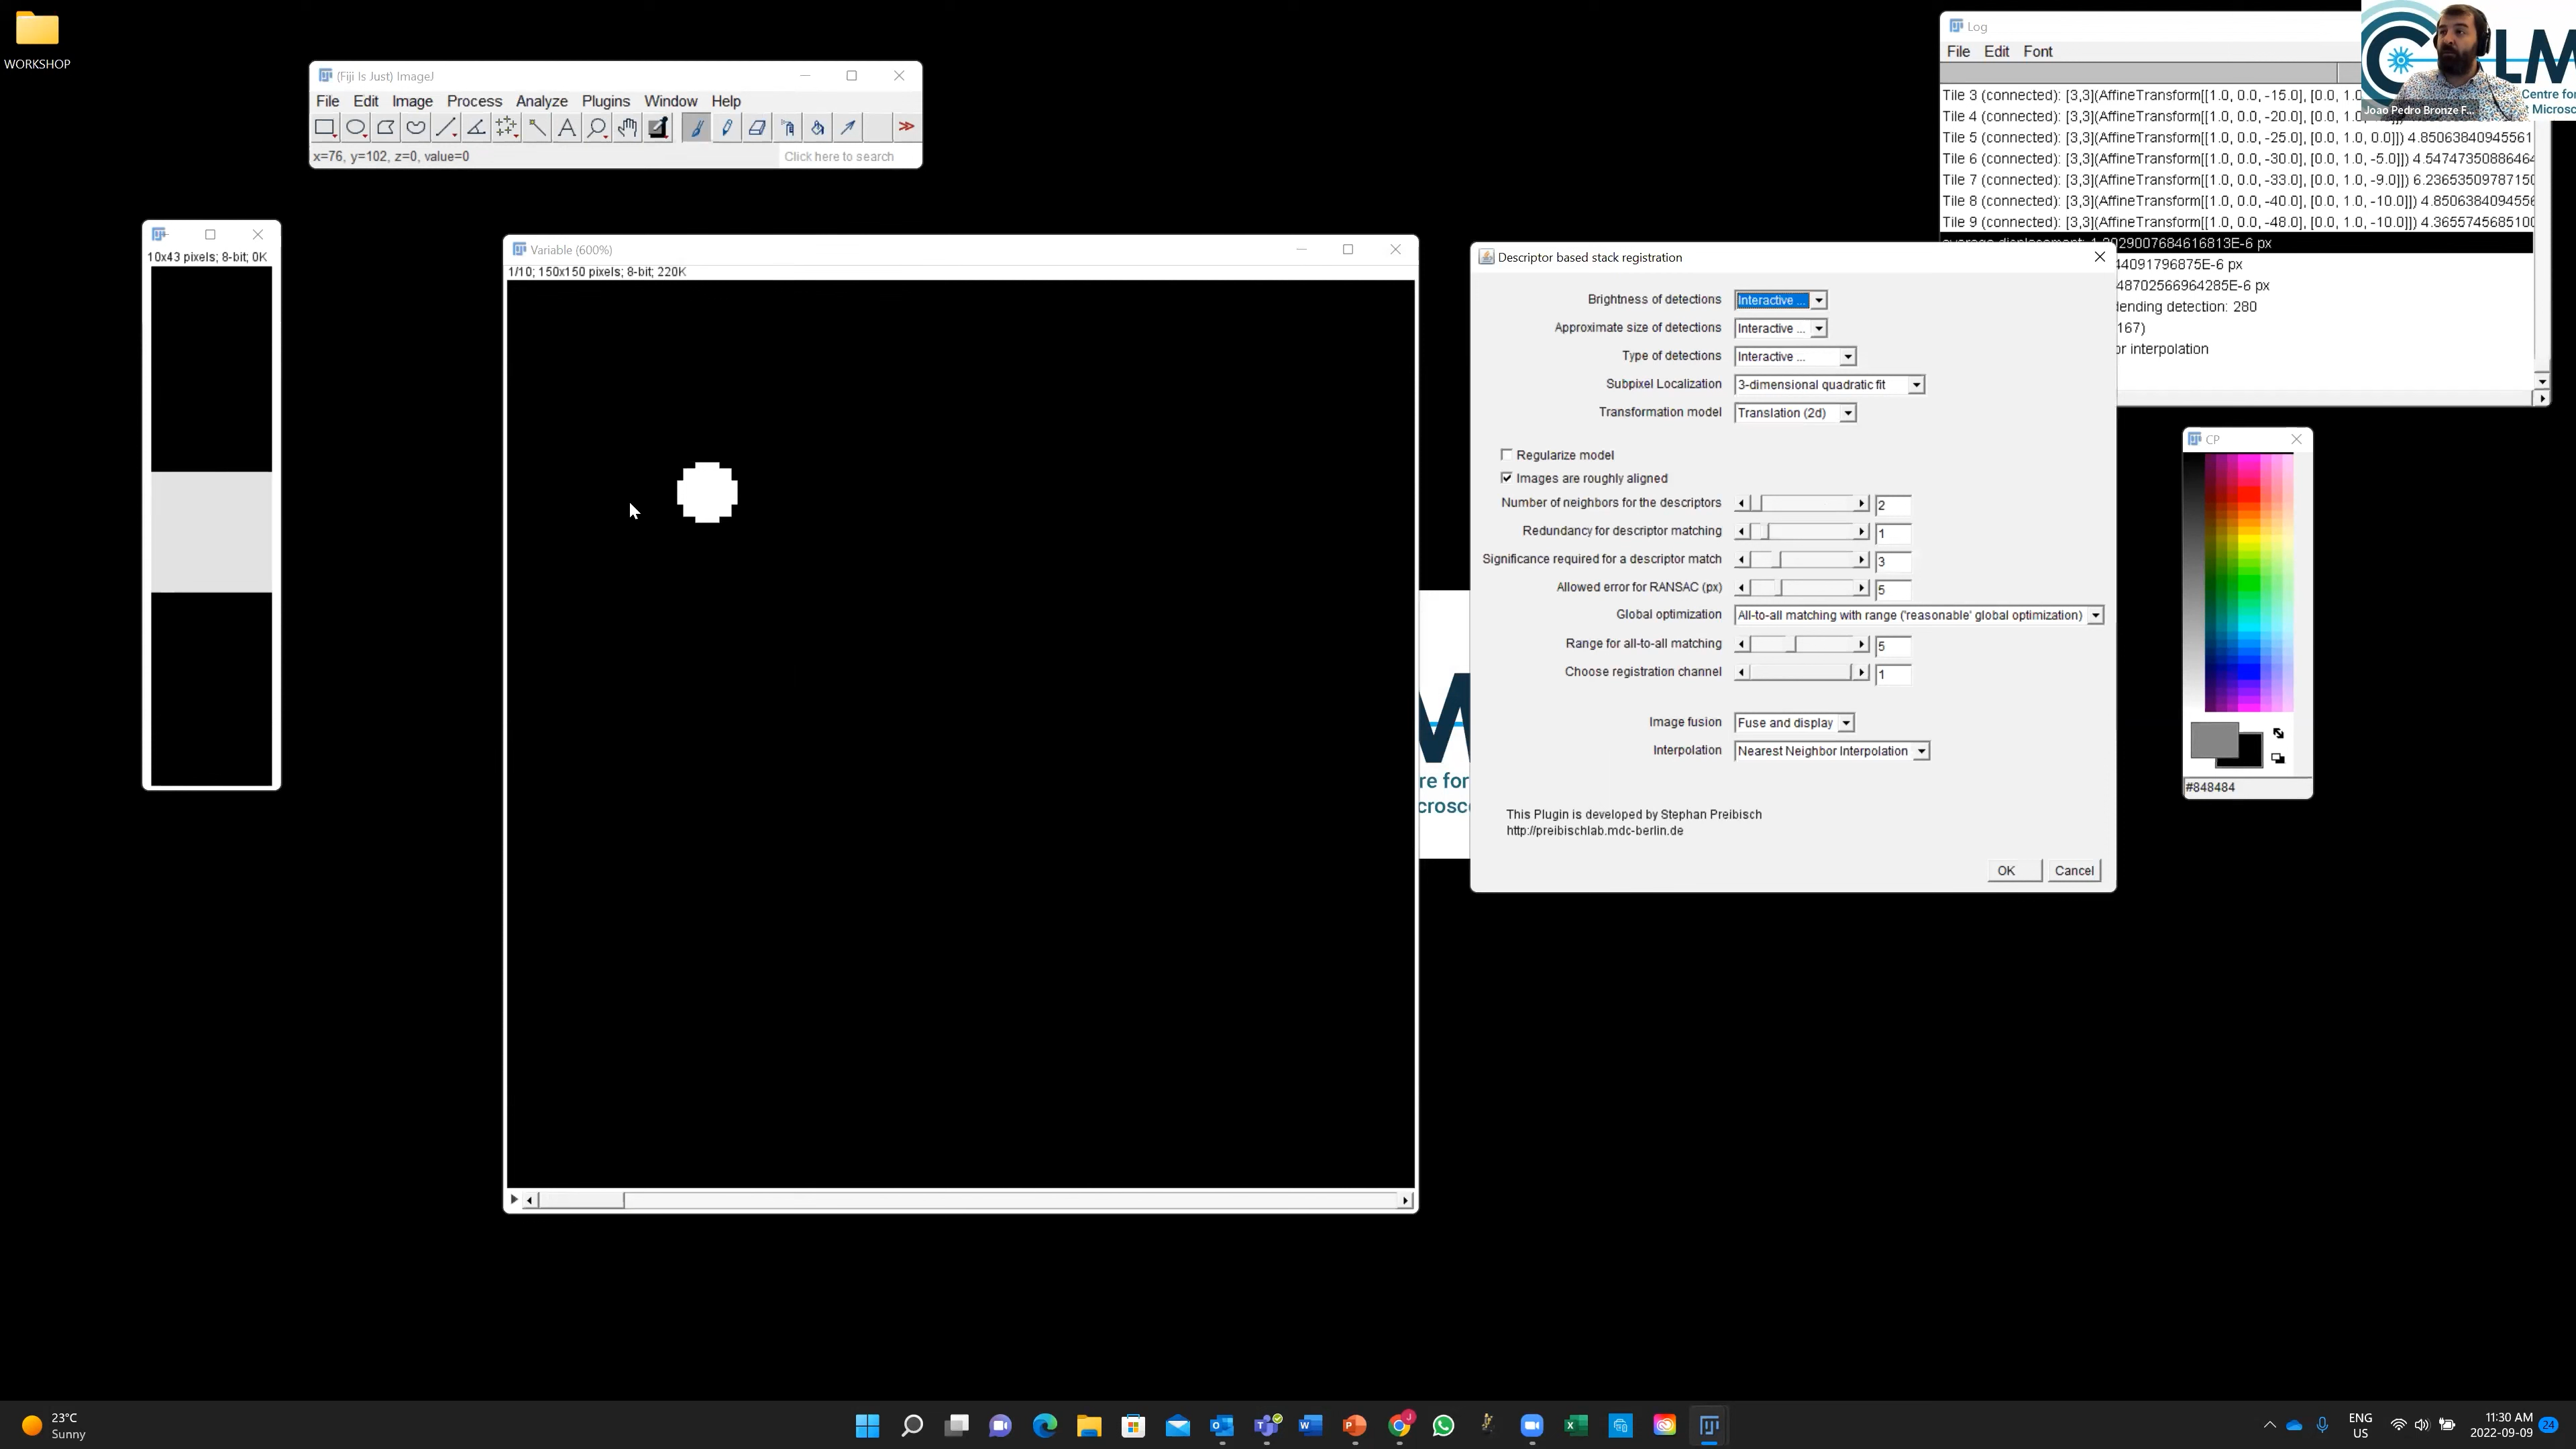 WORKSHOP
(Fiji Is Just) ImageJ
File Edit Image Process Analyze Plugins Window Help
x=76, y=102, z=0, value=0
Click here to search
10x43 pixels; 8-bit; 0K
Variable (600%)
1/10; 150x150 pixels; 8-bit; 220K
Log
File Edit Font
Tile 3 (connected): [3,3](AffineTransform[[1.0, 0.0, -15.0], [0.0, 1.0
Tile 4 (connected): [3,3](AffineTransform[[1.0, 0.0, -20.0], [0.0, 1.0
Tile 5 (connected): [3,3](AffineTransform[[1.0, 0.0, -25.0], [0.0, 1.0, 0.0]]) 4.85063840945561
Tile 6 (connected): [3,3](AffineTransform[[1.0, 0.0, -30.0], [0.0, 1.0, -5.0]]) 4.54747350886464
Tile 7 (connected): [3,3](AffineTransform[[1.0, 0.0, -33.0], [0.0, 1.0, -9.0]]) 6.23653509787150
Tile 8 (connected): [3,3](AffineTransform[[1.0, 0.0, -40.0], [0.0, 1.0, -10.0]]) 4.8506384094556
Tile 9 (connected): [3,3](AffineTransform[[1.0, 0.0, -48.0], [0.0, 1.0, -10.0]]) 4.3655745685100
029007684616813E-6 px
44091796875E-6 px
48702566964285E-6 px
detection: 280
167)
or interpolation
LM
Centre for
Microsc
Joao Pedro Bronze F...
Descriptor based stack registration
Brightness of detections Interactive ...
Approximate size of detections Interactive ...
Type of detections Interactive ...
Subpixel Localization 3-dimensional quadratic fit
Transformation model Translation (2d)
Regularize model
Images are roughly aligned
Number of neighbors for the descriptors 2
Redundancy for descriptor matching 1
Significance required for a descriptor match 3
Allowed error for RANSAC (px) 5
Global optimization All-to-all matching with range ('reasonable' global optimization)
Range for all-to-all matching 5
Choose registration channel 1
Image fusion Fuse and display
Interpolation Nearest Neighbor Interpolation
This Plugin is developed by Stephan Preibisch
http://preibischlab.mdc-berlin.de
OK Cancel
re for
crosc
CP
#848484
23°C
Sunny
ENG
US
11:30 AM
2022-09-09
24